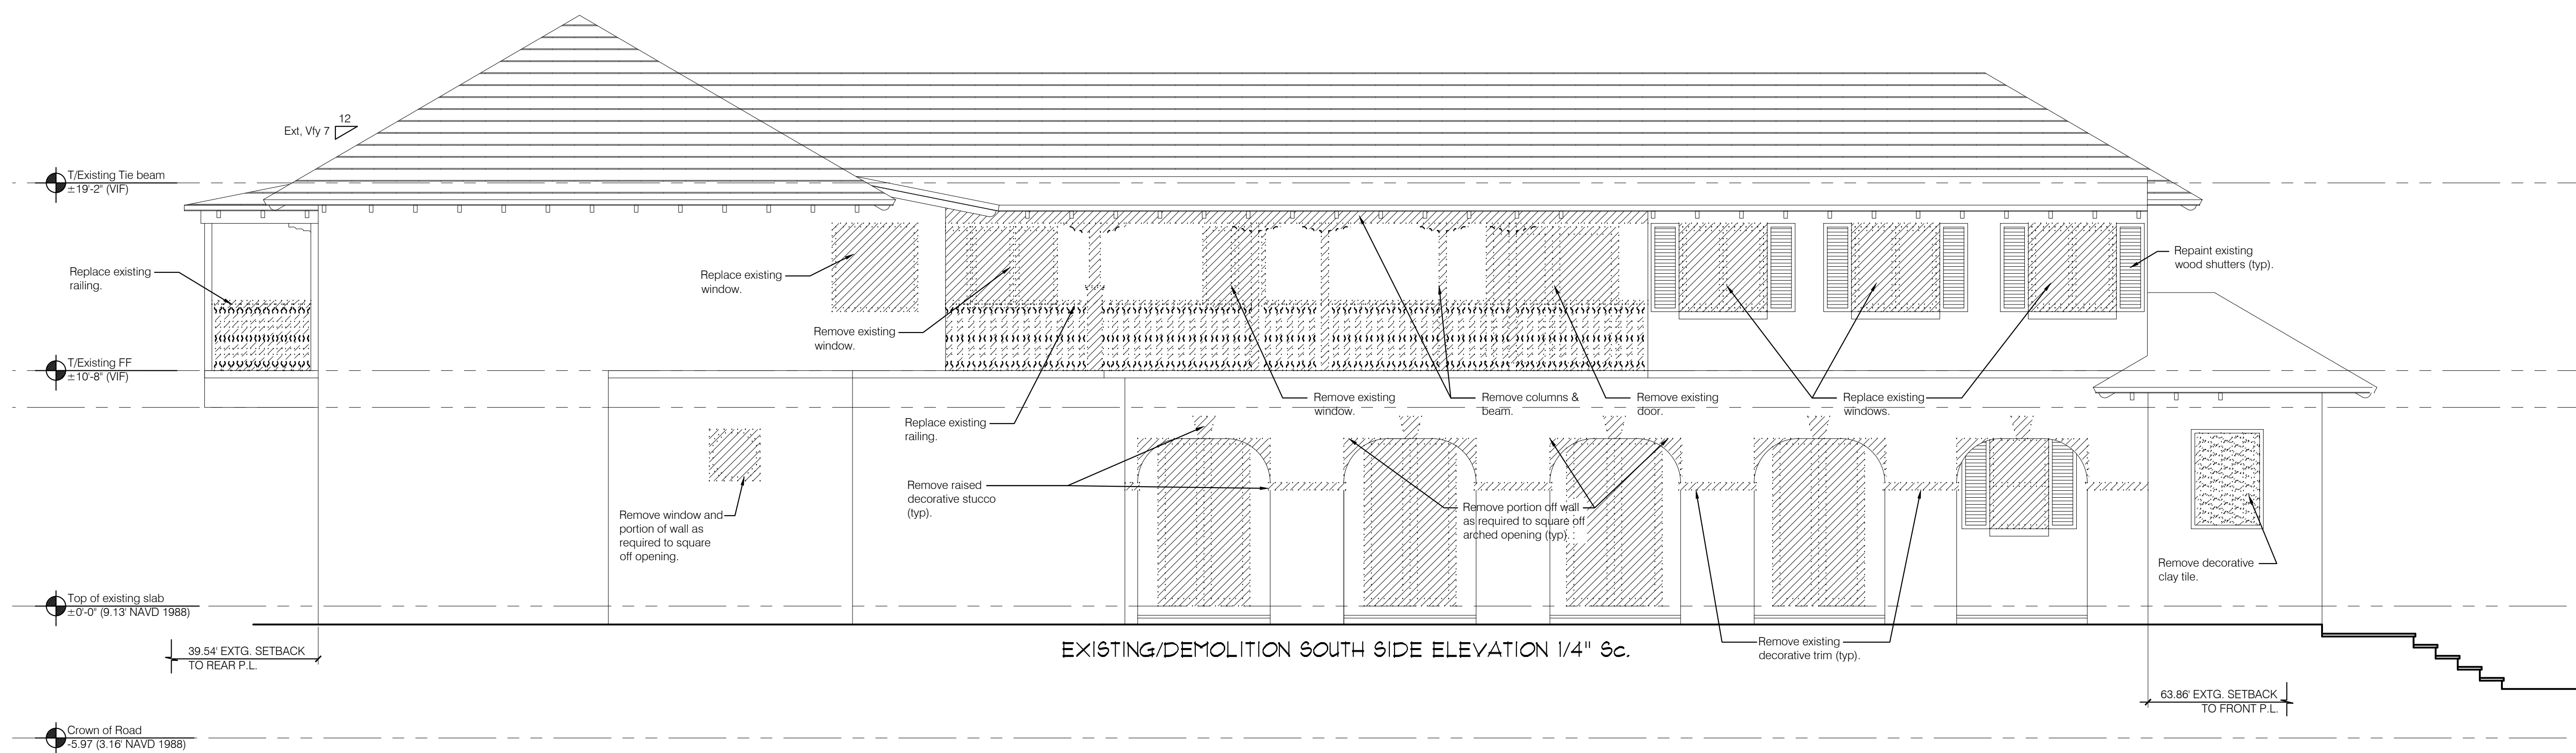 12
Ext, Vfy 7
T/Existing Tie beam
±19'-2" (VIF)
Replace existing
railing.
Replace existing
window.
Remove existing
window.
Repaint existing
wood shutters (typ).
T/Existing FF
±10'-8" (VIF)
Remove existing
window.
Remove columns &
beam.
Remove existing
door.
Replace existing
windows.
Replace existing
railing.
Remove raised
decorative stucco
(typ).
Remove window and
portion of wall as
required to square
off opening.
Remove portion off wall
as required to square off
arched opening (typ).
Remove decorative
clay tile.
Top of existing slab
±0'-0" (9.13' NAVD 1988)
39.54' EXTG. SETBACK
TO REAR P.L.
EXISTING/DEMOLITION SOUTH SIDE ELEVATION 1/4" Sc.
Remove existing
decorative trim (typ).
63.86' EXTG. SETBACK
TO FRONT P.L.
Crown of Road
-5.97 (3.16' NAVD 1988)